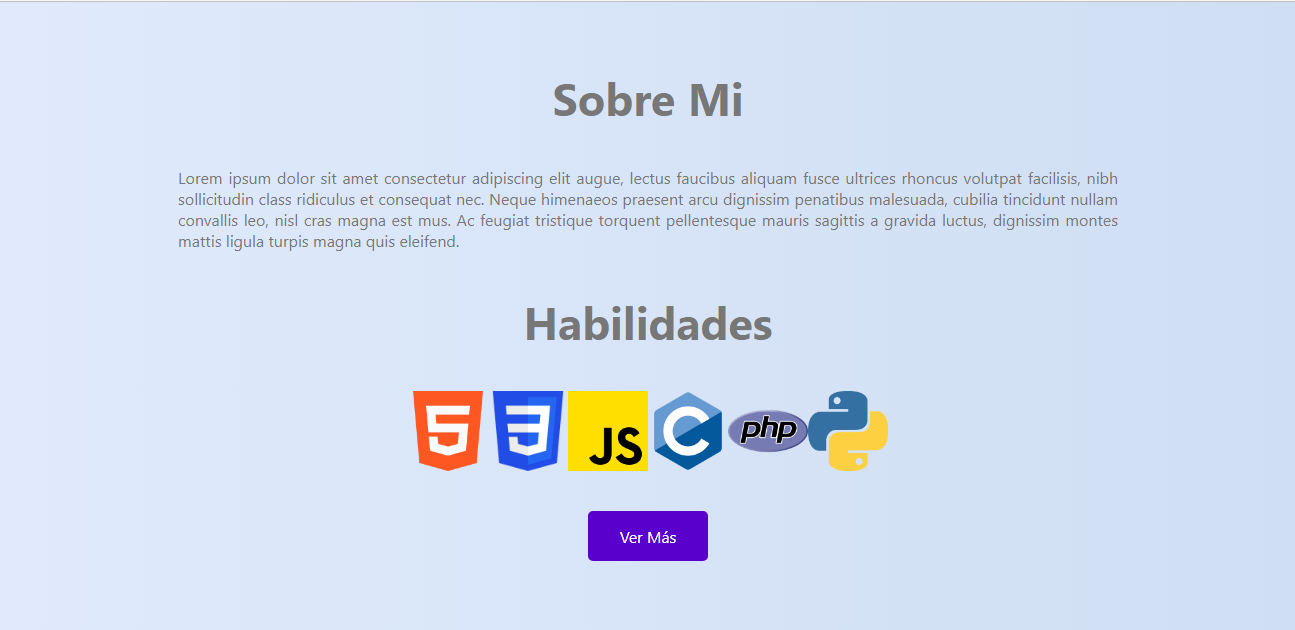 Sobre Mi
Lorem ipsum dolor sit amet consectetur adipiscing elit augue, lectus faucibus aliquam fusce ultrices rhoncus volutpat facilisis, nibh
sollicitudin class ridiculus et consequat nec. Neque himenaeos praesent arcu dignissim penatibus malesuada, cubilia tincidunt nullam
convallis leo, nisl cras magna est mus. Ac feugiat tristique torquent pellentesque mauris sagittis a gravida luctus, dignissim montes
mattis ligula turpis magna quis eleifend.
Habilidades
5 3 JS C php
Ver Más